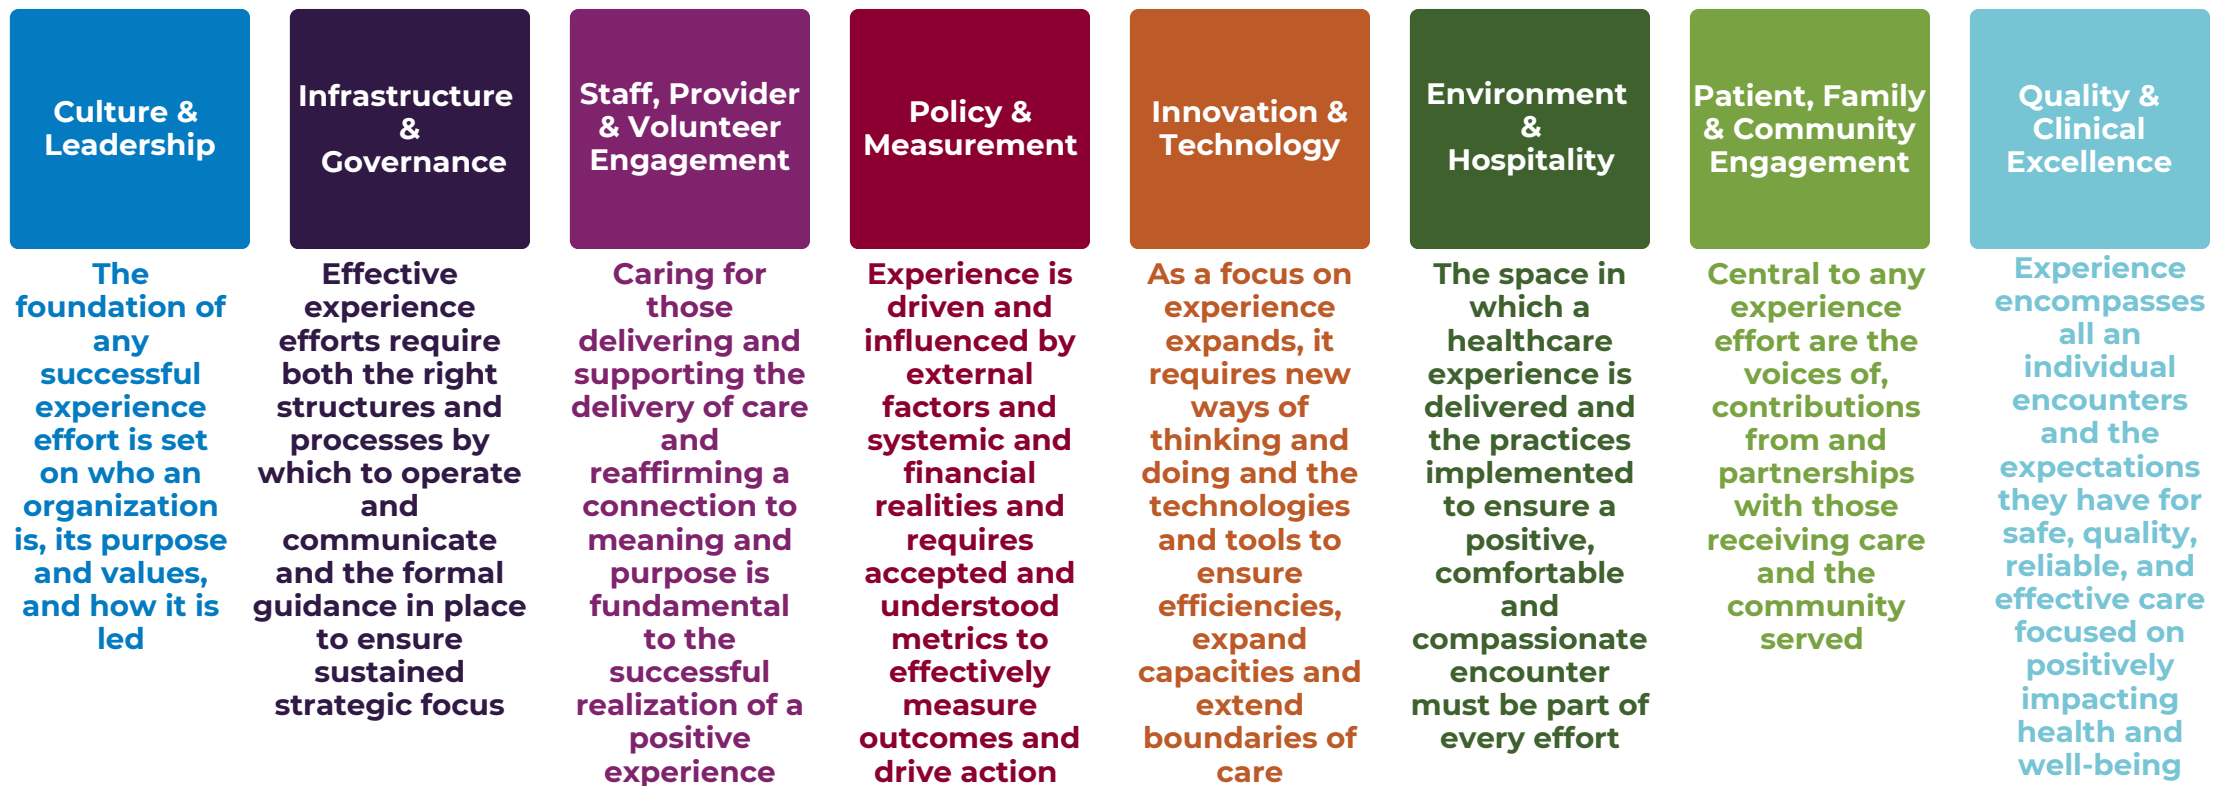 Culture &
Leadership
The
foundation of
any
successful
experience
effort is set
on who an
organization
is, its purpose
and values,
and how it is
led
Infrastructure
&
Governance
Effective
experience
efforts require
both the right
structures and
processes by
which to operate
and
communicate
and the formal
guidance in place
to ensure
sustained
strategic focus
Staff, Provider
& Volunteer
Engagement
Caring for
those
delivering and
supporting the
delivery of care
and
reaffirming a
connection to
meaning and
purpose is
fundamental
to the
successful
realization of a
positive
experience
Policy &
Measurement
Experience is
driven and
influenced by
external
factors and
systemic and
financial
realities and
requires
accepted and
understood
metrics to
effectively
measure
outcomes and
drive action
Innovation &
Technology
As a focus on
experience
expands, it
requires new
ways of
thinking and
doing and the
technologies
and tools to
ensure
efficiencies,
expand
capacities and
extend
boundaries of
care
Environment
&
Hospitality
The space in
which a
healthcare
experience is
delivered and
the practices
implemented
to ensure a
positive,
comfortable
and
compassionate
encounter
must be part of
every effort
Patient, Family
& Community
Engagement
Central to any
experience
effort are the
voices of,
contributions
from and
partnerships
with those
receiving care
and the
community
served
Quality &
Clinical
Excellence
Experience
encompasses
all an
individual
encounters
and the
expectations
they have for
safe, quality,
reliable, and
effective care
focused on
positively
impacting
health and
well-being